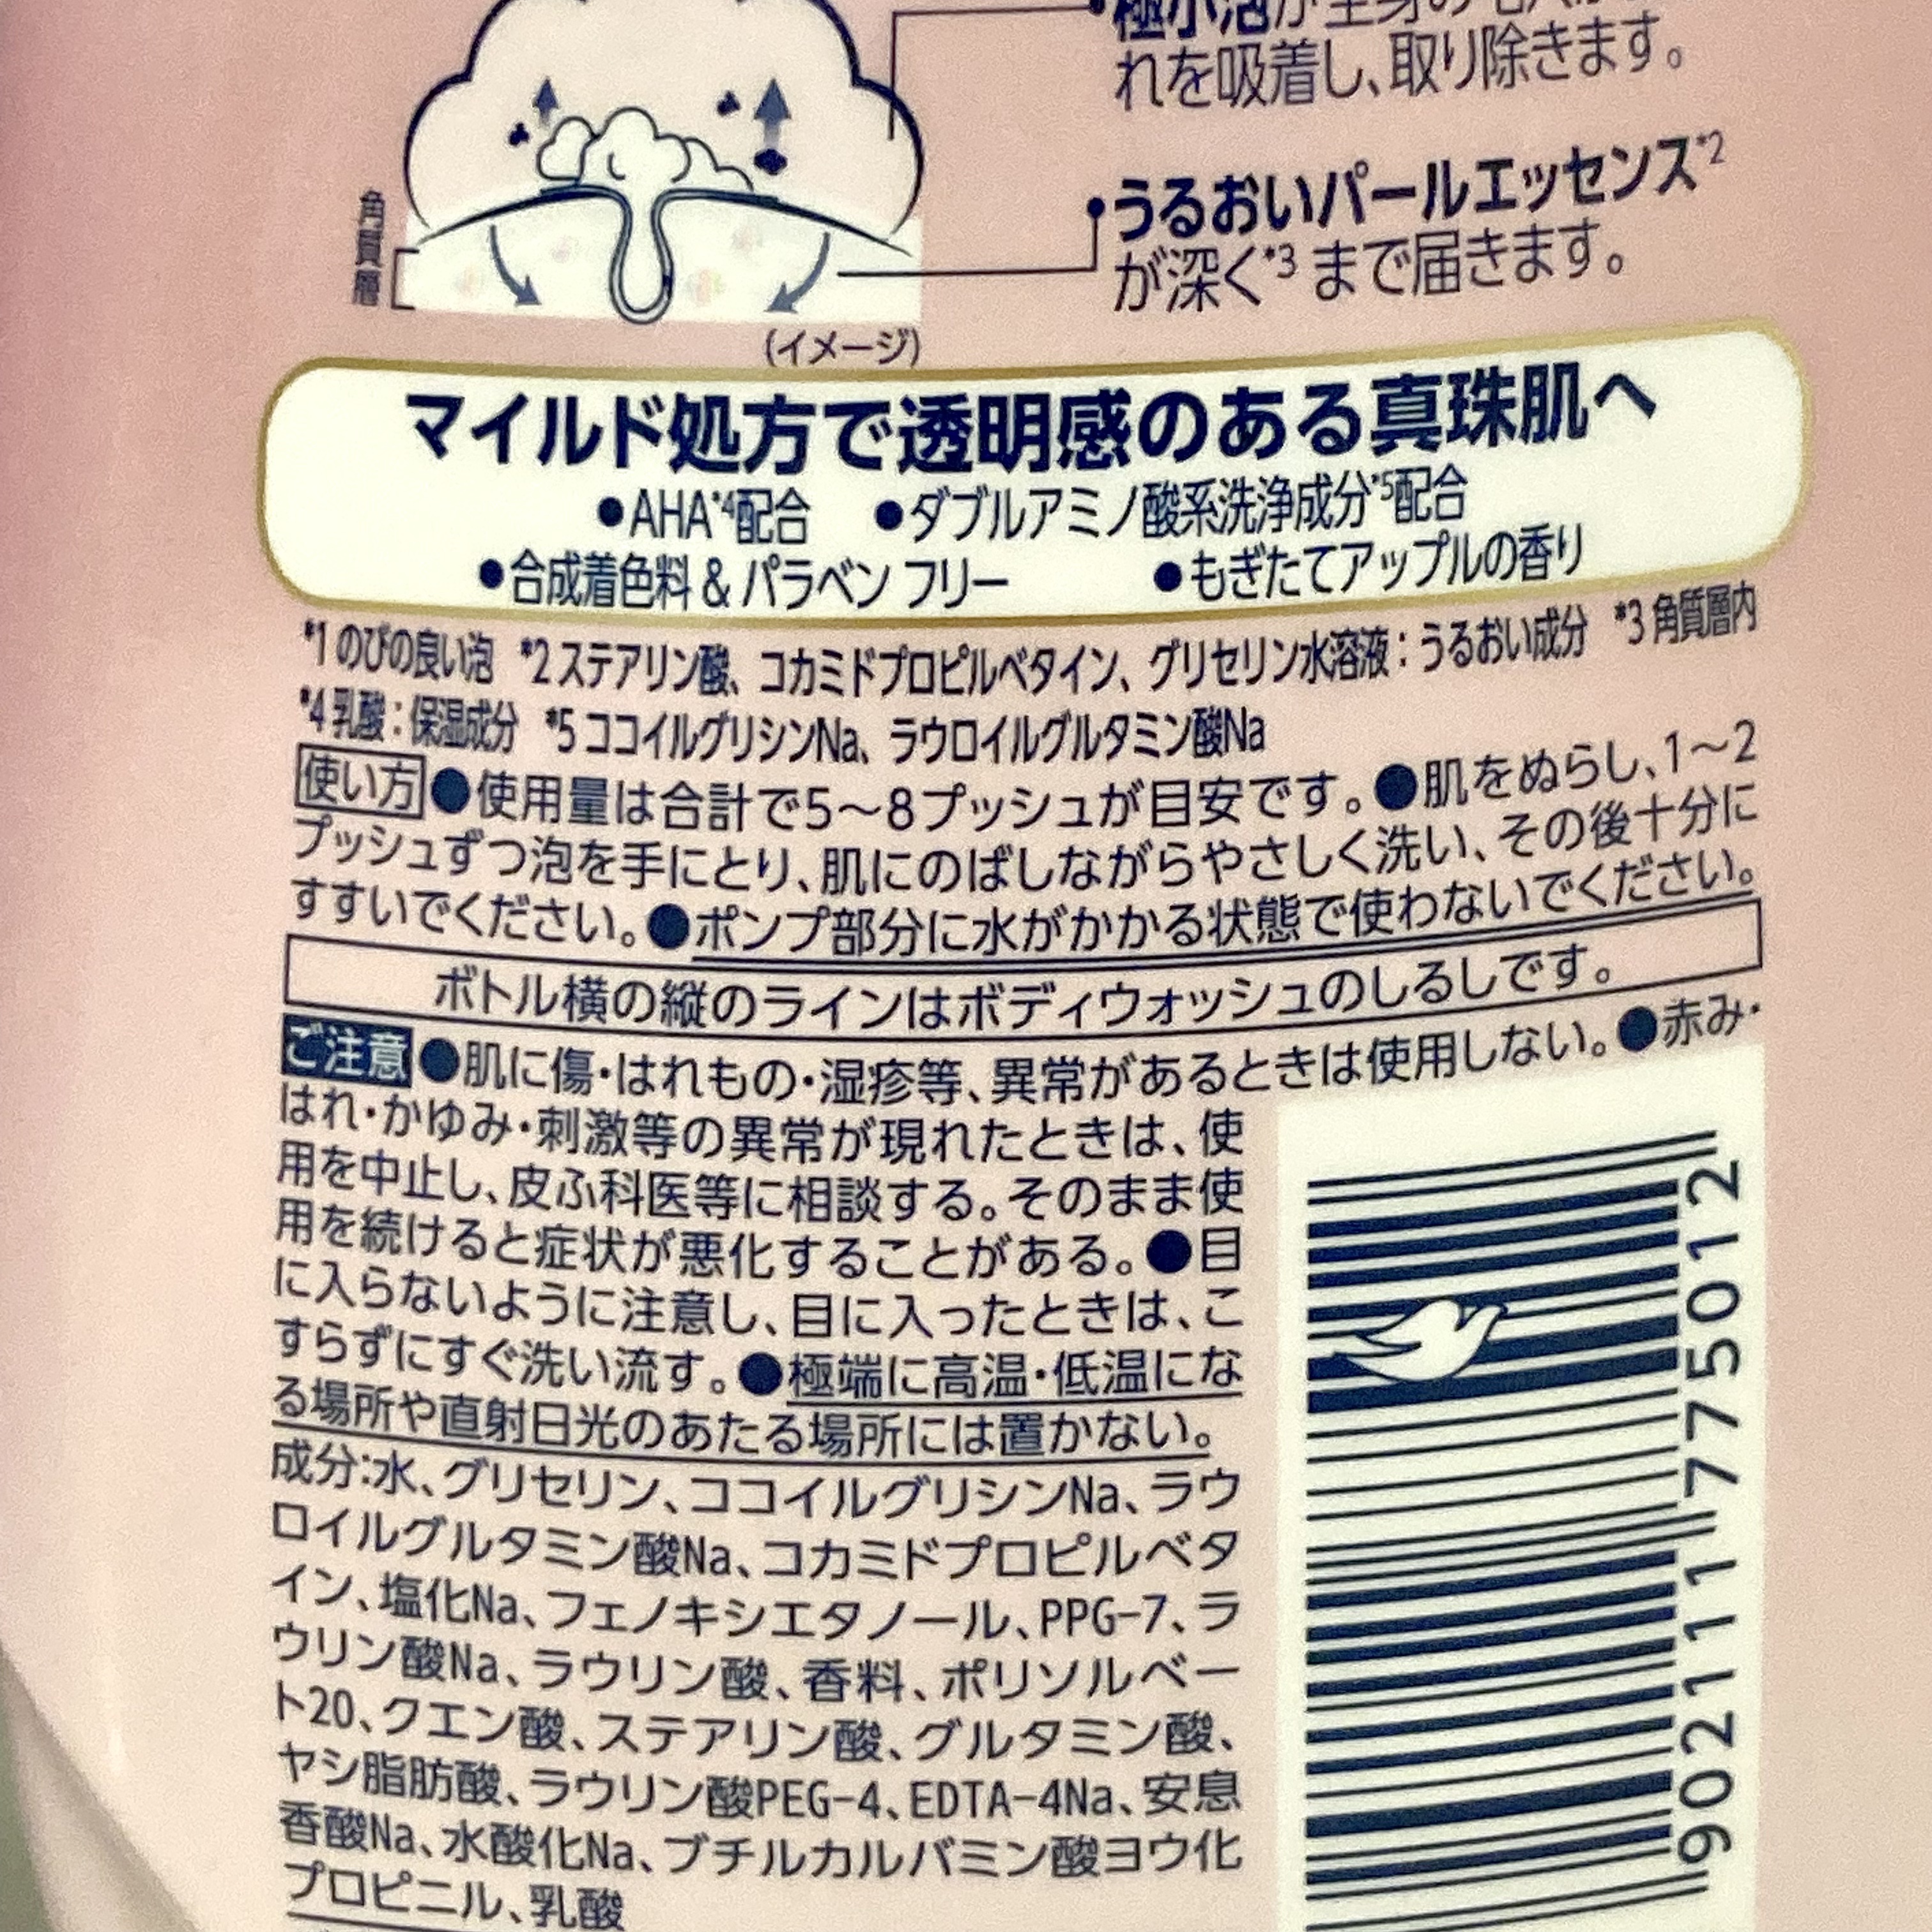 極小泡が全身の
れを吸着し、取り除きます。
うるおいパールエッセンス*2
が深く*3 まで届きます。
角質層
(イメージ)
マイルド処方で透明感のある真珠肌へ
●AHA*4配合 ●ダブルアミノ酸系洗浄成分*5配合
●合成着色料 & パラベン フリー ●もぎたてアップルの香り
*1 のびの良い泡 *2 ステアリン酸、コカミドプロピルベタイン、グリセリン水溶液：うるおい成分 *3 角質層内
*4 乳酸：保湿成分 *5 ココイルグリシンNa、ラウロイルグルタミン酸Na
使い方 ●使用量は合計で5～8プッシュが目安です。●肌をぬらし、1～2
プッシュずつ泡を手にとり、肌にのばしながらやさしく洗い、その後十分に
すすいでください。●ポンプ部分に水がかかる状態で使わないでください。
ボトル横の縦のラインはボディウォッシュのしるしです。
ご注意 ●肌に傷・はれもの・湿疹等、異常があるときは使用しない。●赤み・
はれ・かゆみ・刺激等の異常が現れたときは、使
用を中止し、皮ふ科医等に相談する。そのまま使
用を続けると症状が悪化することがある。●目
に入らないように注意し、目に入ったときは、こ
すらずにすぐ洗い流す。●極端に高温・低温にな
る場所や直射日光のあたる場所には置かない。
成分：水、グリセリン、ココイルグリシンNa、ラウ
ロイルグルタミン酸Na、コカミドプロピルベタ
イン、塩化Na、フェノキシエタノール、PPG-7、ラ
ウリン酸Na、ラウリン酸、香料、ポリソルベー
ト20、クエン酸、ステアリン酸、グルタミン酸、
ヤシ脂肪酸、ラウリン酸PEG-4、EDTA-4Na、安息
香酸Na、水酸化Na、ブチルカルバミン酸ヨウ化
プロピニル、乳酸
9021117 75012